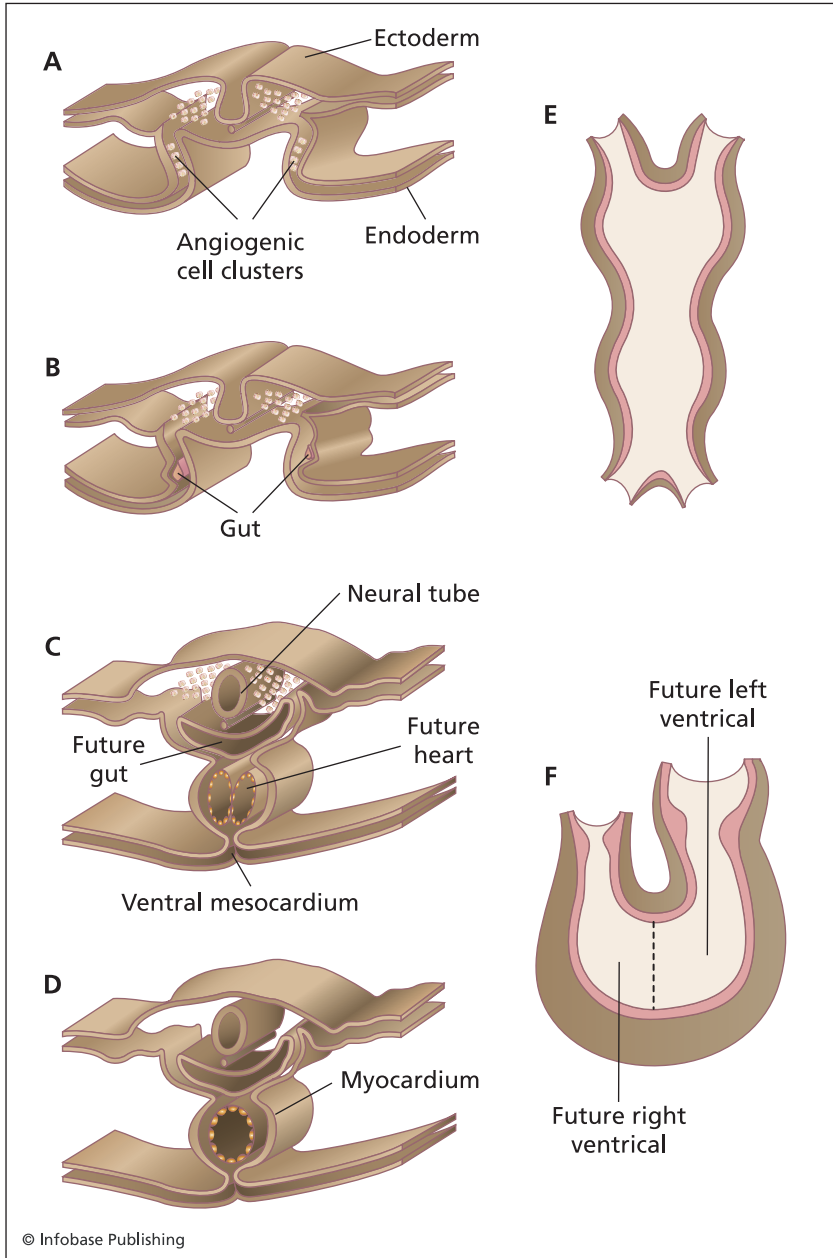 A
Ectoderm
Angiogenic
cell clusters
Endoderm
B
Gut
C
Neural tube
Future
gut
Future
heart
Ventral mesocardium
D
Myocardium
E
F
Future left
ventrical
Future right
ventrical
© Infobase Publishing